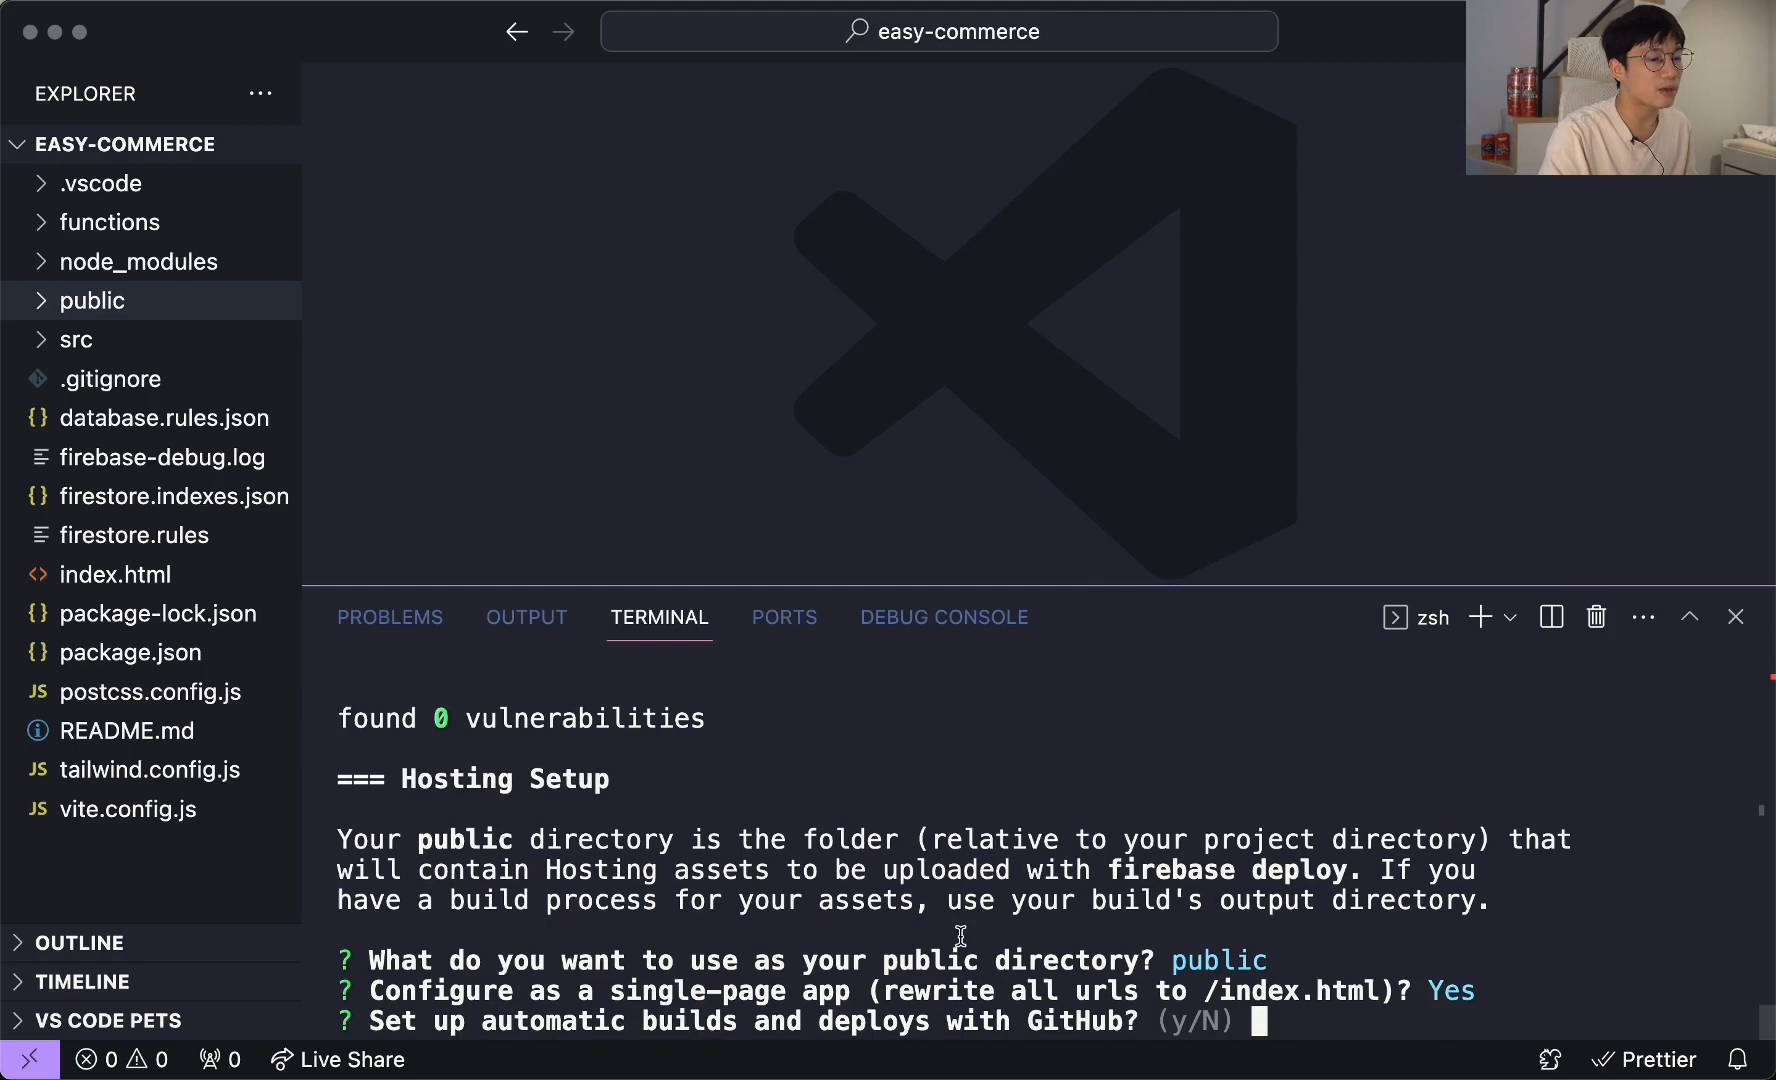 easy-commerce
EXPLORER
EASY-COMMERCE
.vscode
functions
node_modules
public
src
.gitignore
{} database.rules.json
firebase-debug.log
{} firestore.indexes.json
firestore.rules
<> index.html
{} package-lock.json
{} package.json
JS postcss.config.js
README.md
JS tailwind.config.js
JS vite.config.js
OUTLINE
TIMELINE
VS CODE PETS
PROBLEMS OUTPUT TERMINAL PORTS DEBUG CONSOLE zsh
found 0 vulnerabilities
=== Hosting Setup
Your public directory is the folder (relative to your project directory) that
will contain Hosting assets to be uploaded with firebase deploy. If you
have a build process for your assets, use your build's output directory.
? What do you want to use as your public directory? public
? Configure as a single-page app (rewrite all urls to /index.html)? Yes
? Set up automatic builds and deploys with GitHub? (y/N)
0 0 0 Live Share Prettier